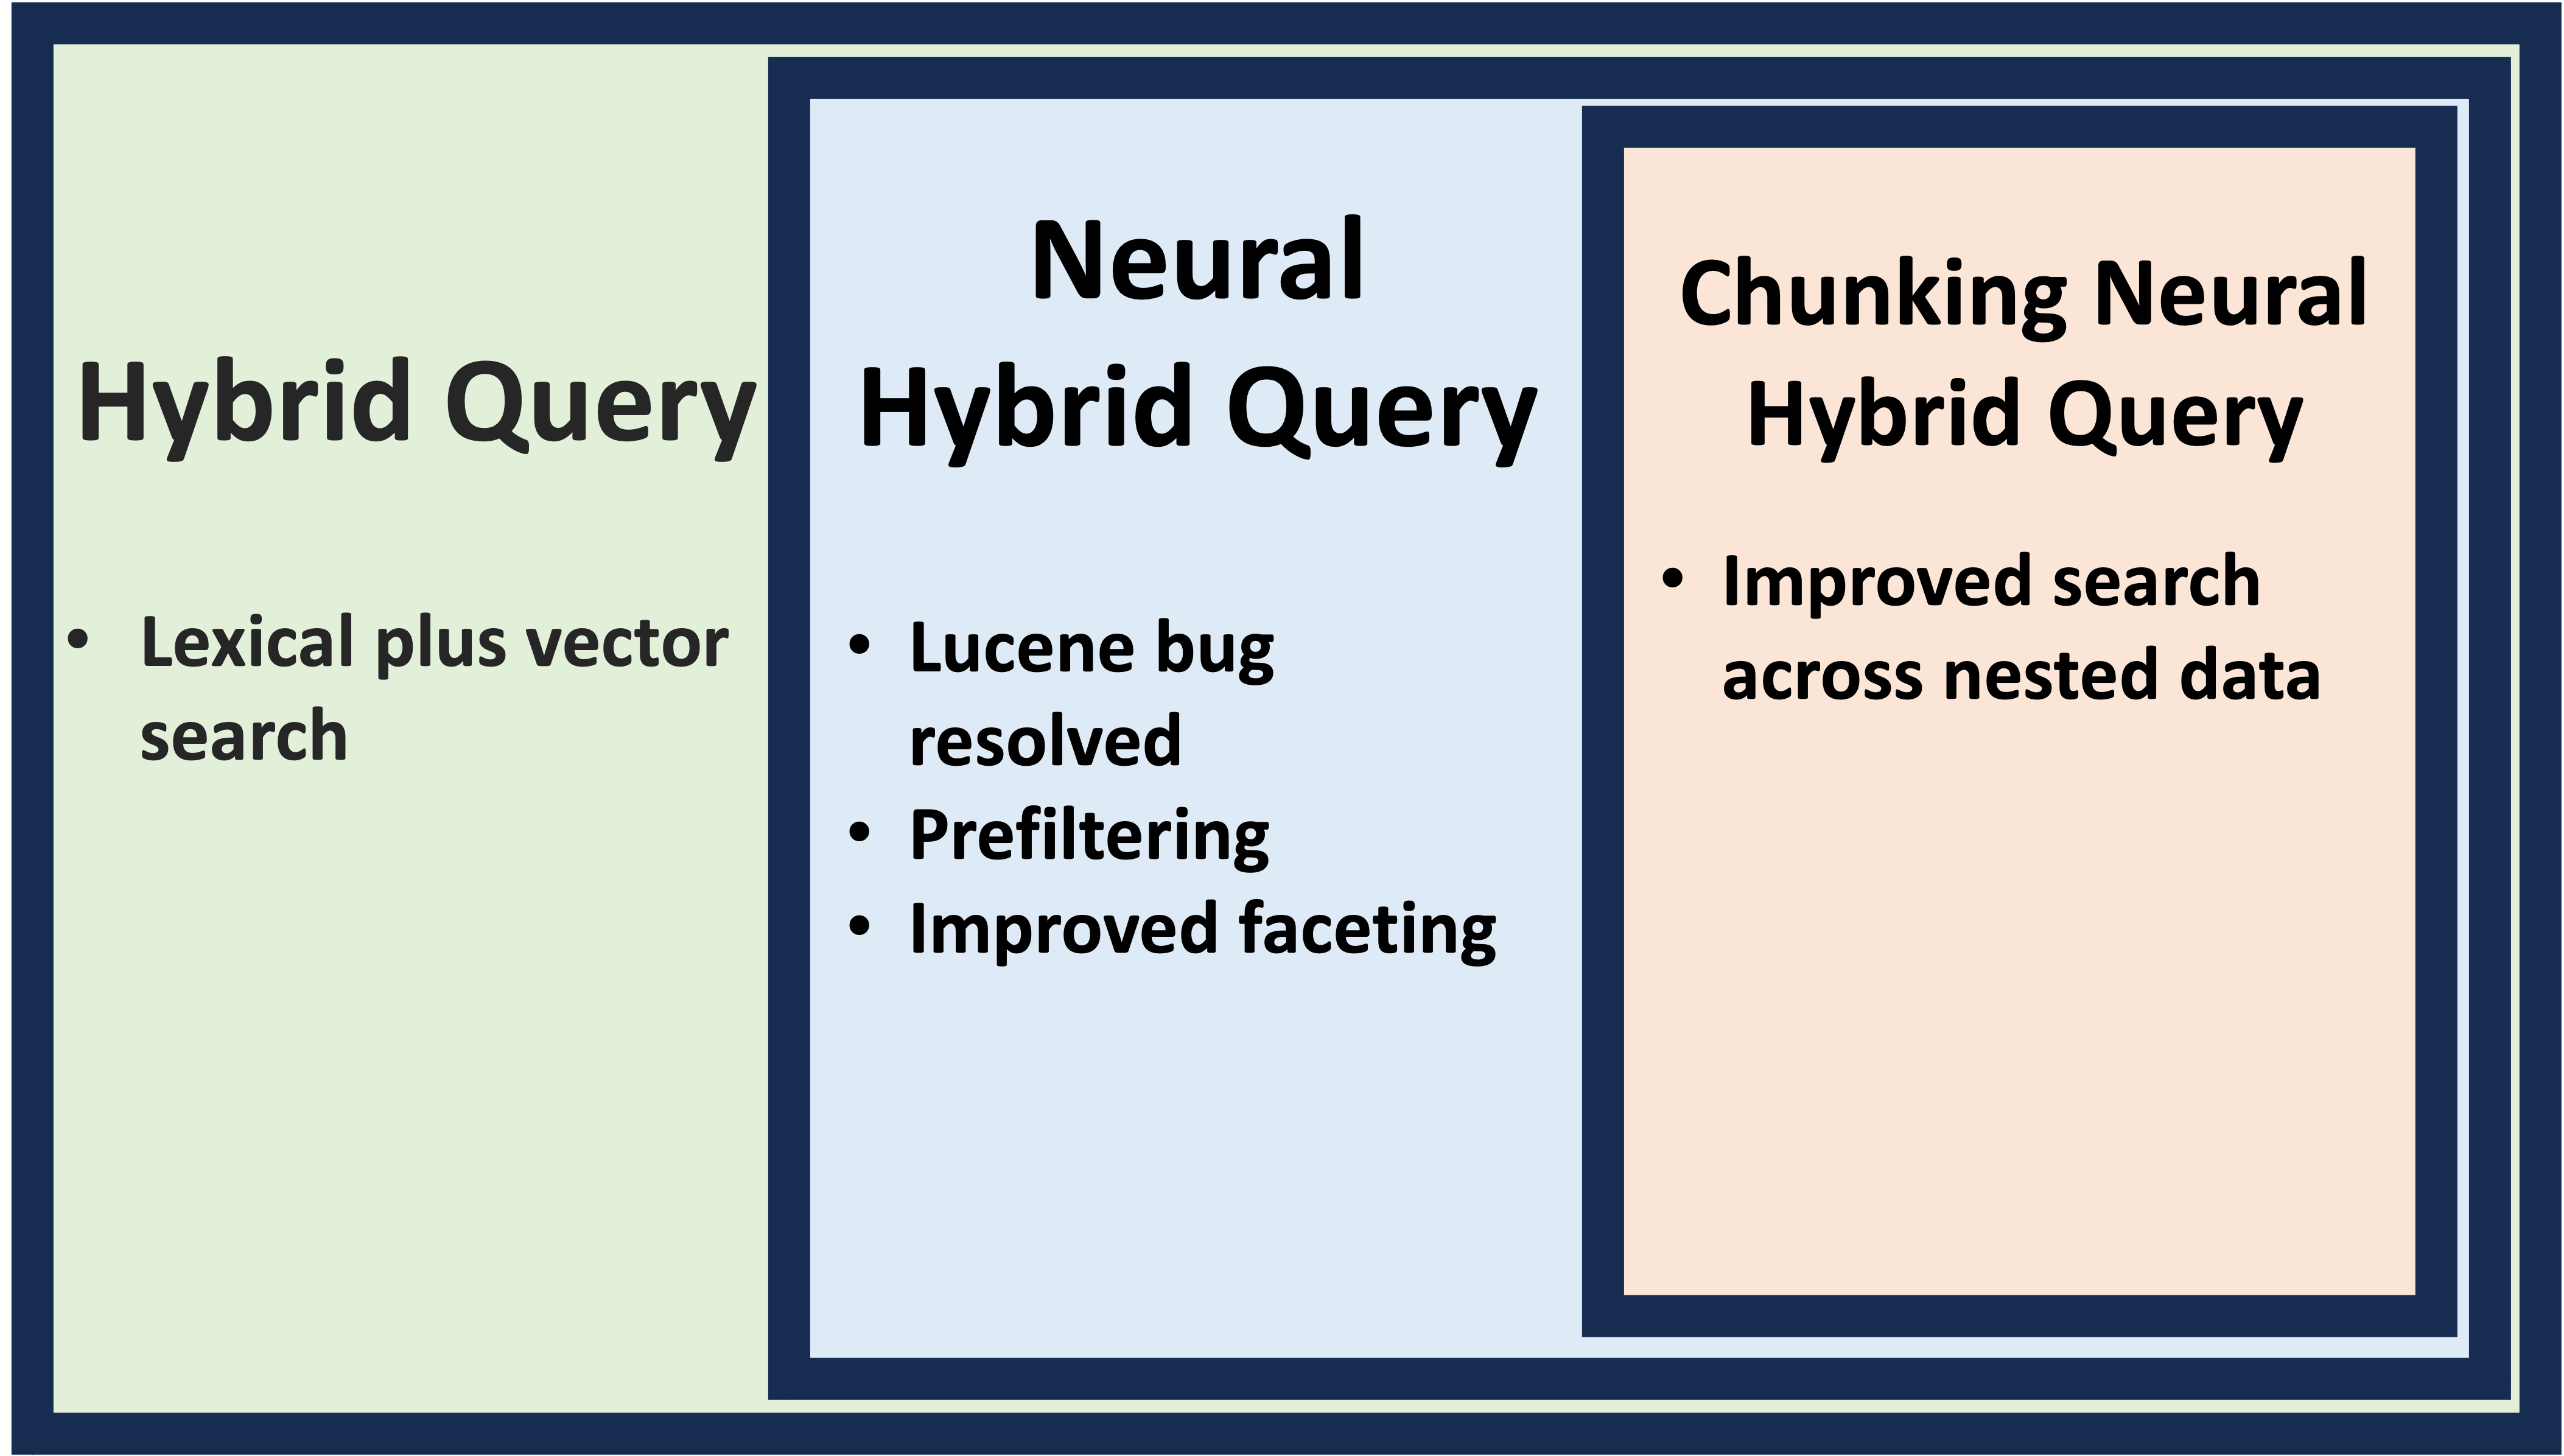 Hybrid Query
• Lexical plus vector
search
Neural
Hybrid Query
• Lucene bug
resolved
• Prefiltering
• Improved faceting
Chunking Neural
Hybrid Query
• Improved search
across nested data